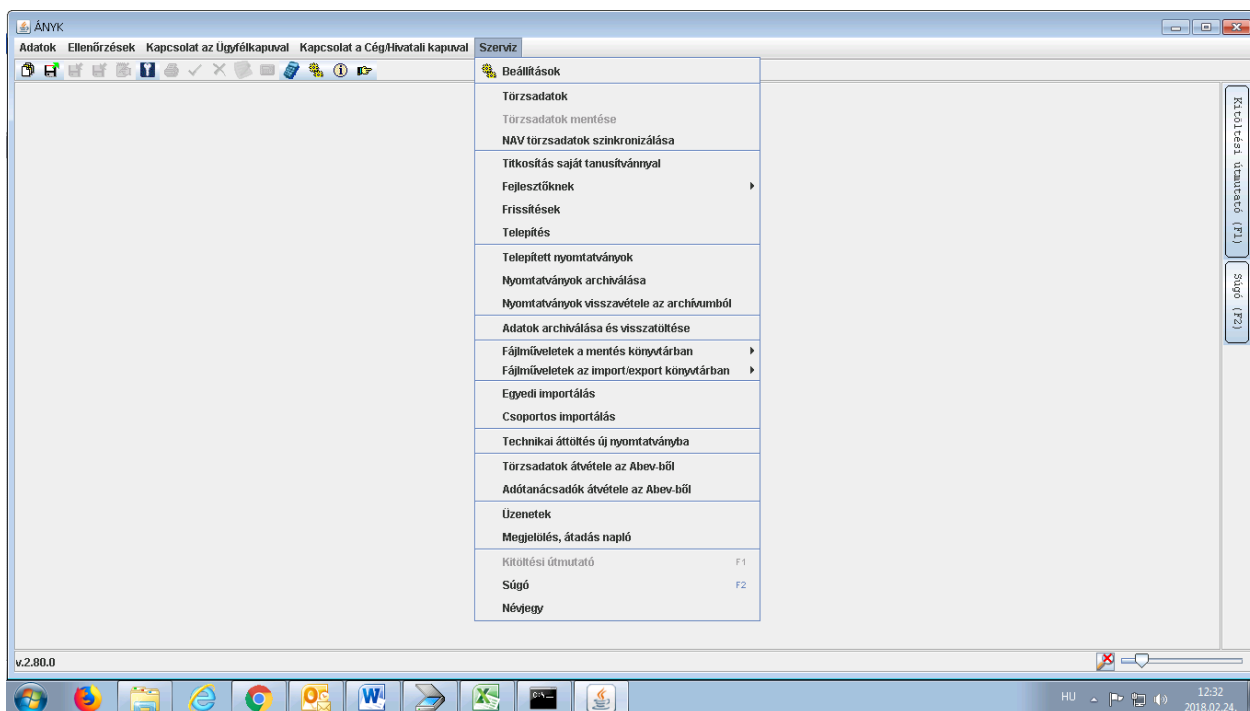 ÁNYK
Adatok Ellenőrzések Kapcsolat az Ügyfélkapuval Kapcsolat a Cég/Hivatali kapuval Szerviz
Beállítások
Törzsadatok
Törzsadatok mentése
NAV törzsadatok szinkronizálása
Titkosítás saját tanusítvánnyal
Fejlesztőknek
Frissítések
Telepítés
Telepített nyomtatványok
Nyomtatványok archiválása
Nyomtatványok visszavétele az archívumból
Adatok archiválása és visszatöltése
Fájlműveletek a mentés könyvtárban
Fájlműveletek az import/export könyvtárban
Egyedi importálás
Csoportos importálás
Technikai áttöltés új nyomtatványba
Törzsadatok átvétele az Abev-ből
Adótanácsadók átvétele az Abev-ből
Üzenetek
Megjelölés, átadás napló
Kitöltési útmutató F1
Súgó F2
Névjegy
Kitöltési útmutató (F1)
Súgó (F2)
v.2.80.0
HU
12:32
2018.02.24.